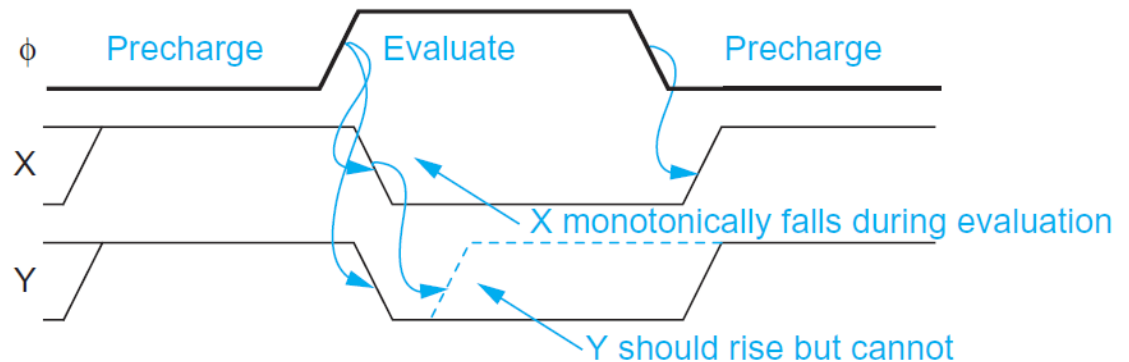 ϕ Precharge Evaluate Precharge
X
X monotonically falls during evaluation
Y
Y should rise but cannot